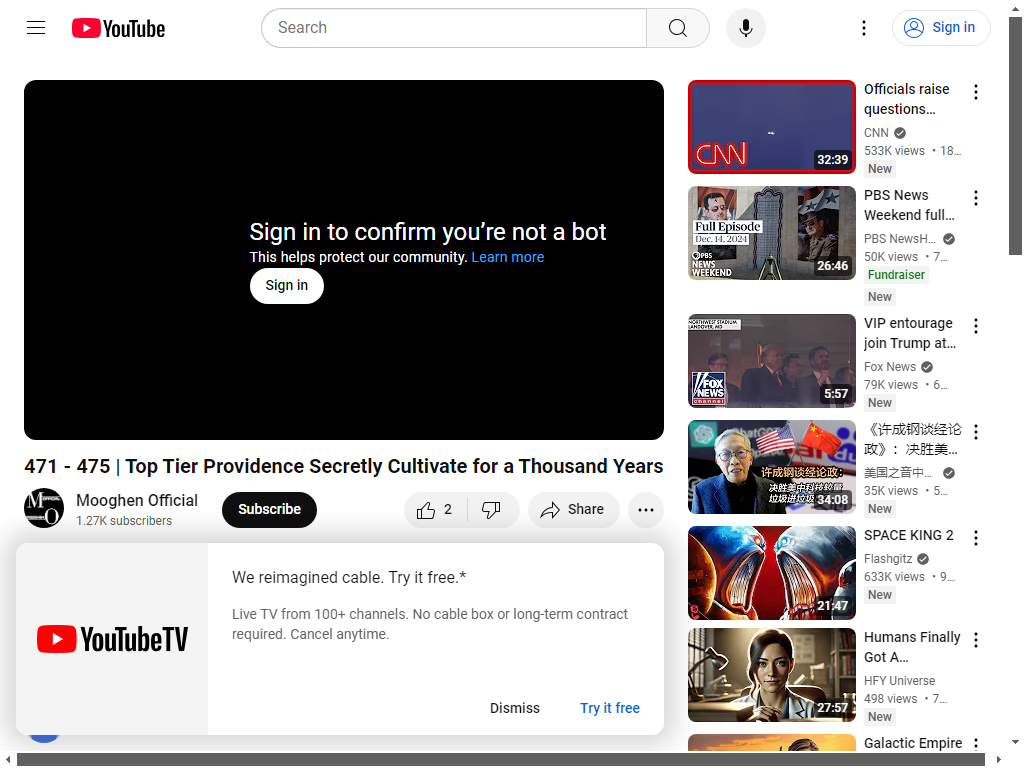 YouTube
Search
Sign in
Sign in to confirm you’re not a bot
This helps protect our community. Learn more
Sign in
471 - 475 | Top Tier Providence Secretly Cultivate for a Thousand Years
Mooghen Official
1.27K subscribers
Subscribe
2
Share
We reimagined cable. Try it free.*
Live TV from 100+ channels. No cable box or long-term contract
required. Cancel anytime.
YouTubeTV
Dismiss
Try it free
CNN
32:39
Officials raise
questions…
CNN
533K views • 18…
New
Full Episode
Dec. 14, 2024
PBS
NEWS
WEEKEND
26:46
PBS News
Weekend full…
PBS NewsH…
50K views • 7…
Fundraiser
New
NORTHWEST STADIUM
LANDOVER, MD
FOX
NEWS
channel
5:57
VIP entourage
join Trump at…
Fox News
79K views • 6…
New
许成钢谈经论政:
决胜美中科技较量
34:08
《许成钢谈经论
政》：决胜美…
美国之音中…
35K views • 5…
New
21:47
SPACE KING 2
Flashgitz
633K views • 9…
New
27:57
Humans Finally
Got A…
HFY Universe
498 views • 7…
New
Galactic Empire